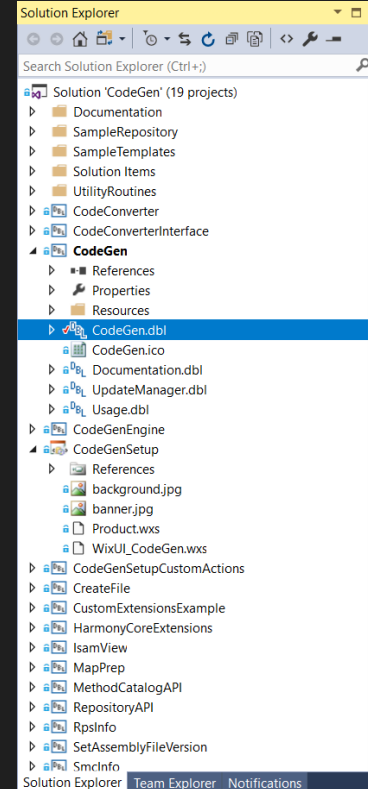 Solution Explorer
Search Solution Explorer (Ctrl+;)
Solution 'CodeGen' (19 projects)
Documentation
SampleRepository
SampleTemplates
Solution Items
UtilityRoutines
CodeConverter
CodeConverterInterface
CodeGen
References
Properties
Resources
CodeGen.dbl
CodeGen.ico
Documentation.dbl
UpdateManager.dbl
Usage.dbl
CodeGenEngine
CodeGenSetup
References
background.jpg
banner.jpg
Product.wxs
WixUI_CodeGen.wxs
CodeGenSetupCustomActions
CreateFile
CustomExtensionsExample
HarmonyCoreExtensions
IsamView
MapPrep
MethodCatalogAPI
RepositoryAPI
RpsInfo
SetAssemblyFileVersion
SmcInfo
Solution Explorer Team Explorer Notifications